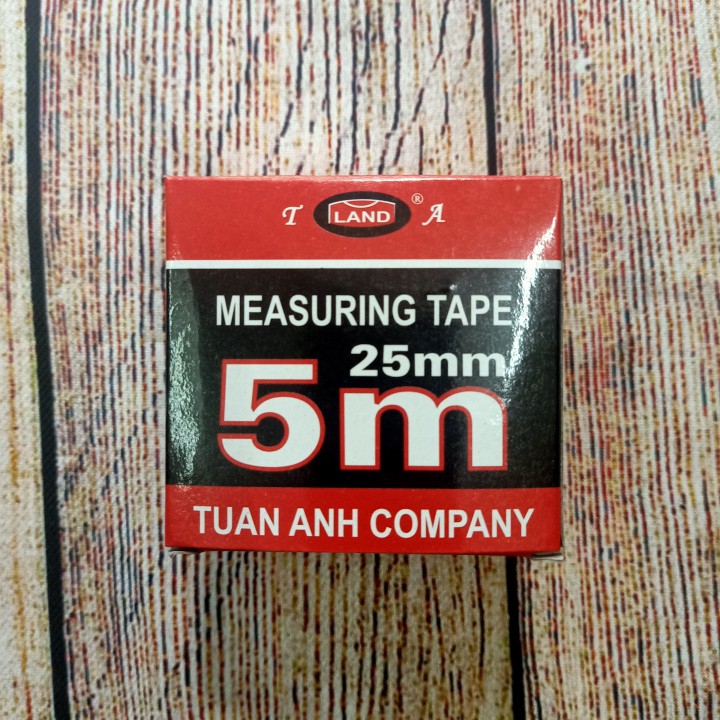 T LAND ® A
MEASURING TAPE
25mm
5m
TUAN ANH COMPANY